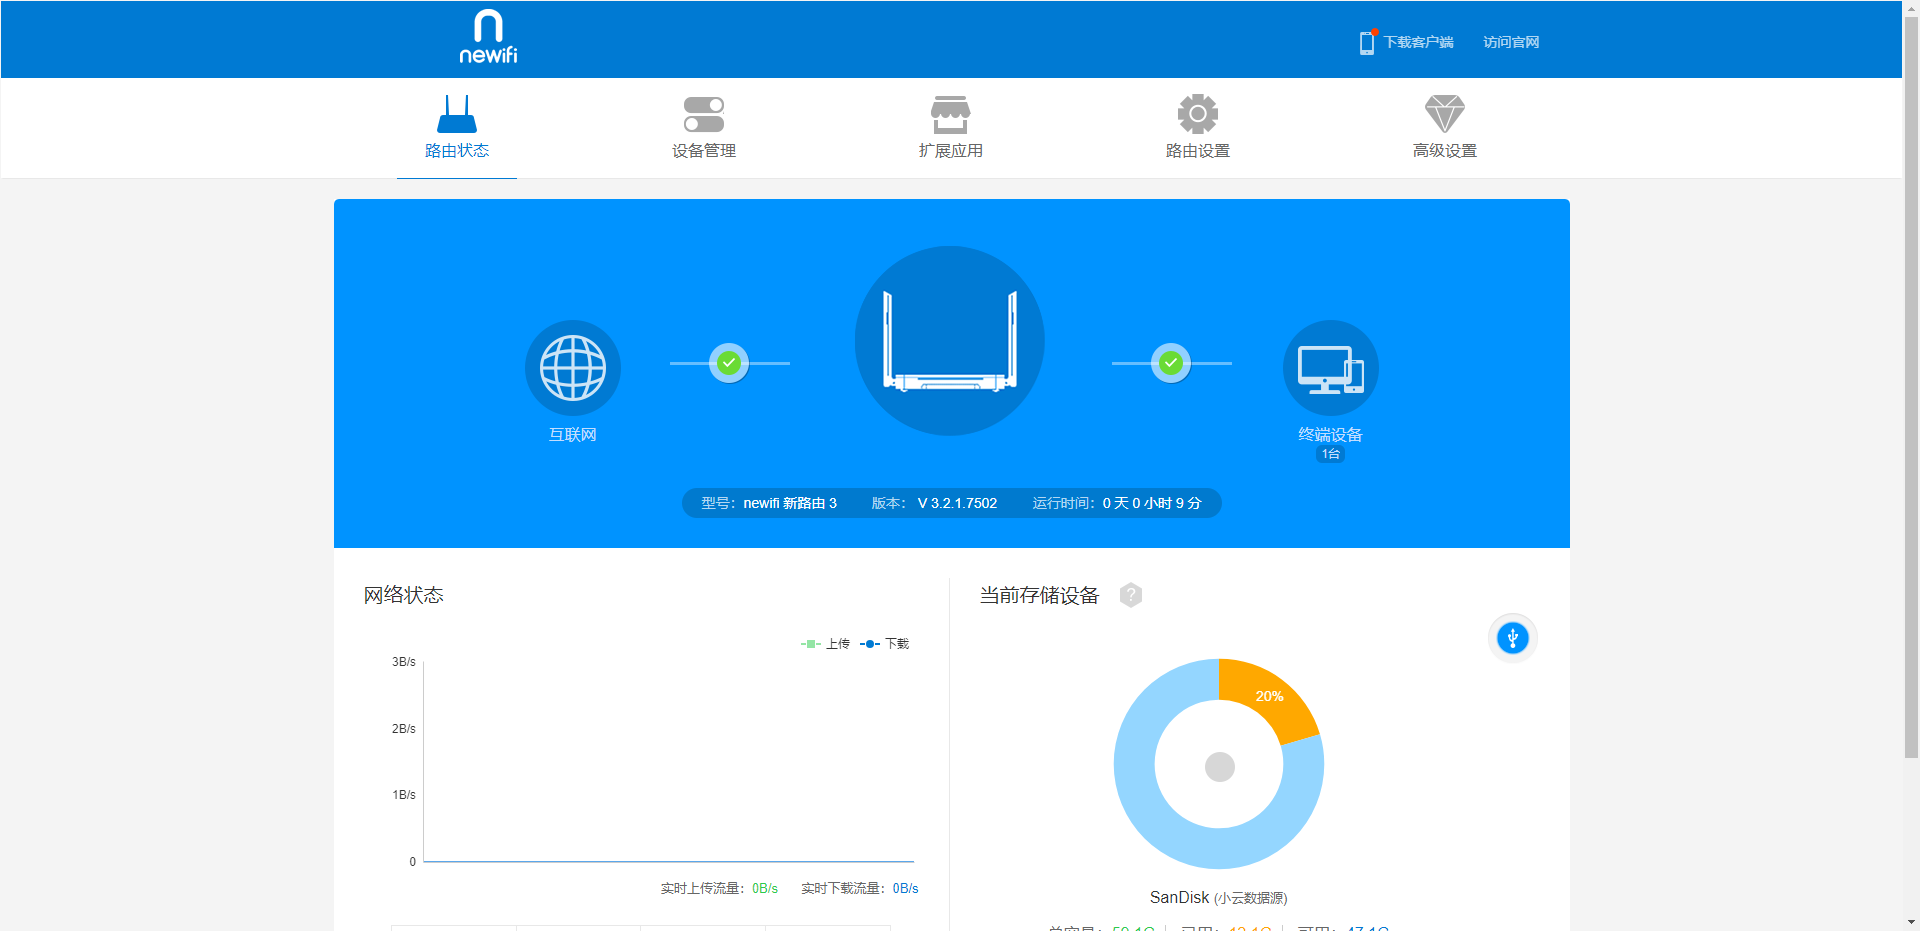 newifi
下载客户端 访问官网
路由状态 设备管理 扩展应用 路由设置 高级设置
互联网
终端设备
1台
型号：newifi 新路由 3 版本： V 3.2.1.7502 运行时间：0 天 0 小时 9 分
网络状态
上传 下载
3B/s
2B/s
1B/s
0
实时上传流量：0B/s 实时下载流量：0B/s
当前存储设备 ?
20%
SanDisk (小云数据源)